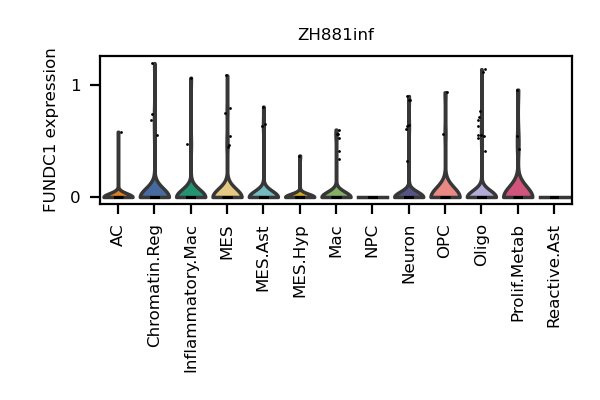 ZH881inf
FUNDC1 expression
1
0
AC
Chromatin.Reg
Inflammatory.Mac
MES
MES.Ast
MES.Hyp
Mac
NPC
Neuron
OPC
Oligo
Prolif.Metab
Reactive.Ast